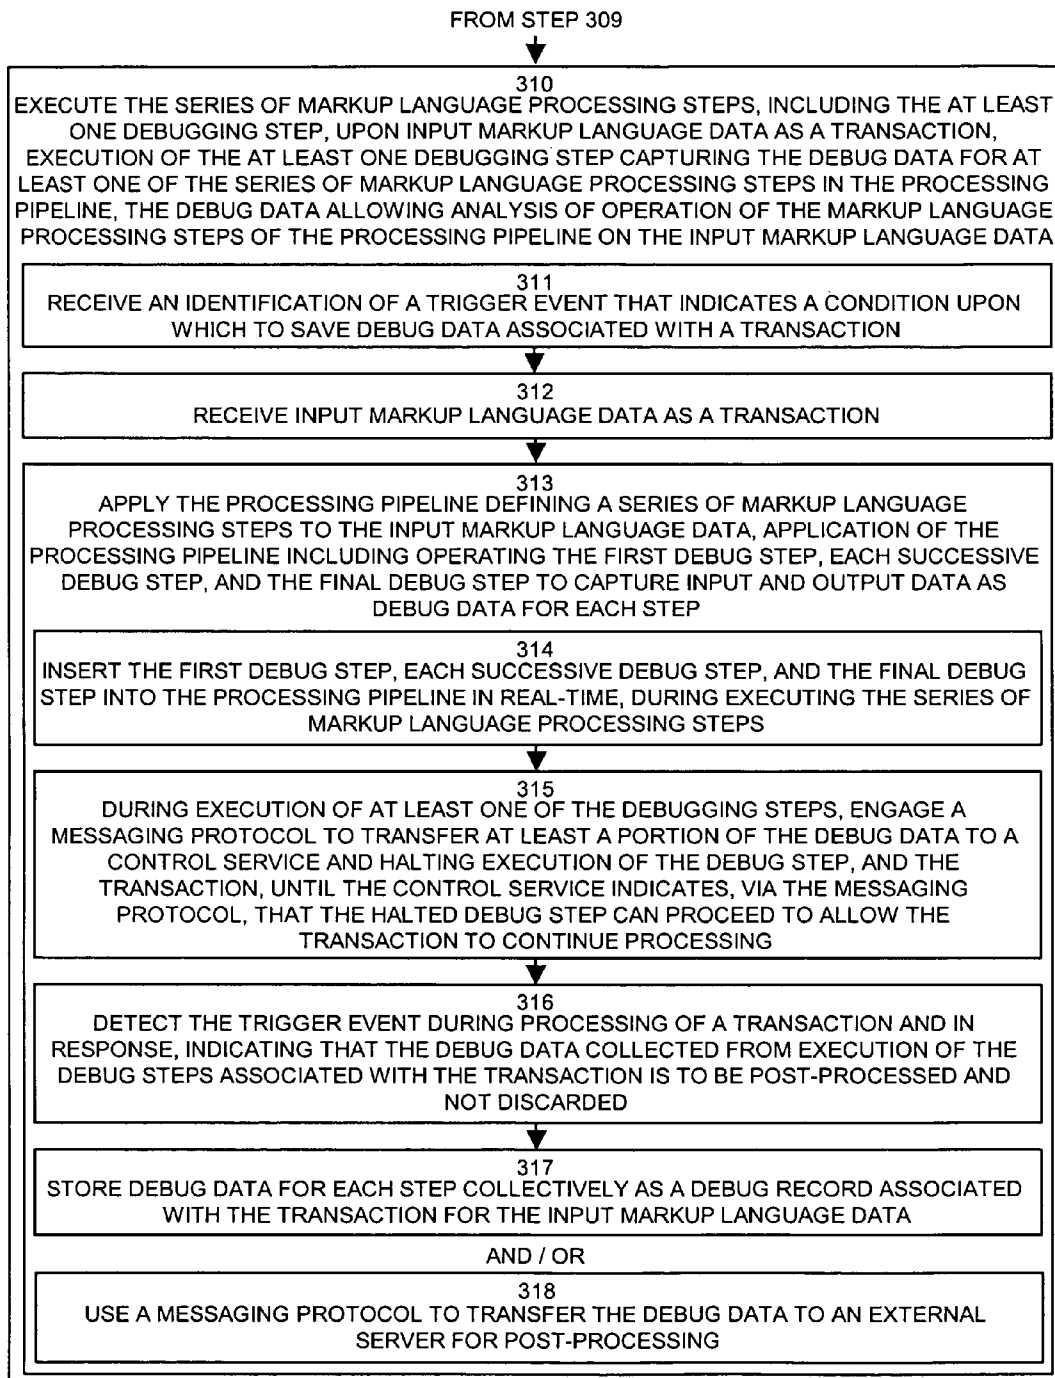 FROM STEP 309
310
EXECUTE THE SERIES OF MARKUP LANGUAGE PROCESSING STEPS, INCLUDING THE AT LEAST
ONE DEBUGGING STEP, UPON INPUT MARKUP LANGUAGE DATA AS A TRANSACTION,
EXECUTION OF THE AT LEAST ONE DEBUGGING STEP CAPTURING THE DEBUG DATA FOR AT
LEAST ONE OF THE SERIES OF MARKUP LANGUAGE PROCESSING STEPS IN THE PROCESSING
PIPELINE, THE DEBUG DATA ALLOWING ANALYSIS OF OPERATION OF THE MARKUP LANGUAGE
PROCESSING STEPS OF THE PROCESSING PIPELINE ON THE INPUT MARKUP LANGUAGE DATA
311
RECEIVE AN IDENTIFICATION OF A TRIGGER EVENT THAT INDICATES A CONDITION UPON
WHICH TO SAVE DEBUG DATA ASSOCIATED WITH A TRANSACTION
312
RECEIVE INPUT MARKUP LANGUAGE DATA AS A TRANSACTION
313
APPLY THE PROCESSING PIPELINE DEFINING A SERIES OF MARKUP LANGUAGE
PROCESSING STEPS TO THE INPUT MARKUP LANGUAGE DATA, APPLICATION OF THE
PROCESSING PIPELINE INCLUDING OPERATING THE FIRST DEBUG STEP, EACH SUCCESSIVE
DEBUG STEP, AND THE FINAL DEBUG STEP TO CAPTURE INPUT AND OUTPUT DATA AS
DEBUG DATA FOR EACH STEP
314
INSERT THE FIRST DEBUG STEP, EACH SUCCESSIVE DEBUG STEP, AND THE FINAL DEBUG
STEP INTO THE PROCESSING PIPELINE IN REAL-TIME, DURING EXECUTING THE SERIES OF
MARKUP LANGUAGE PROCESSING STEPS
315
DURING EXECUTION OF AT LEAST ONE OF THE DEBUGGING STEPS, ENGAGE A
MESSAGING PROTOCOL TO TRANSFER AT LEAST A PORTION OF THE DEBUG DATA TO A
CONTROL SERVICE AND HALTING EXECUTION OF THE DEBUG STEP, AND THE
TRANSACTION, UNTIL THE CONTROL SERVICE INDICATES, VIA THE MESSAGING
PROTOCOL, THAT THE HALTED DEBUG STEP CAN PROCEED TO ALLOW THE
TRANSACTION TO CONTINUE PROCESSING
316
DETECT THE TRIGGER EVENT DURING PROCESSING OF A TRANSACTION AND IN
RESPONSE, INDICATING THAT THE DEBUG DATA COLLECTED FROM EXECUTION OF THE
DEBUG STEPS ASSOCIATED WITH THE TRANSACTION IS TO BE POST-PROCESSED AND
NOT DISCARDED
317
STORE DEBUG DATA FOR EACH STEP COLLECTIVELY AS A DEBUG RECORD ASSOCIATED
WITH THE TRANSACTION FOR THE INPUT MARKUP LANGUAGE DATA
AND / OR
318
USE A MESSAGING PROTOCOL TO TRANSFER THE DEBUG DATA TO AN EXTERNAL
SERVER FOR POST-PROCESSING